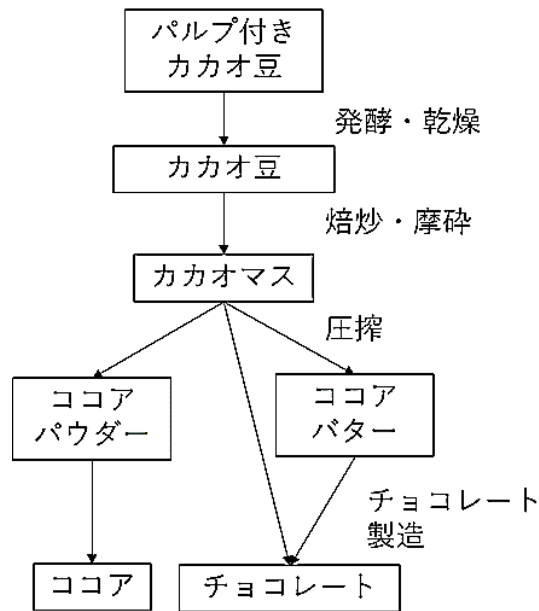 パルプ付き
カカオ豆
発酵・乾燥
カカオ豆
焙炒・摩砕
カカオマス
圧搾
ココア
パウダー
ココア
バター
チョコレート
製造
ココア
チョコレート